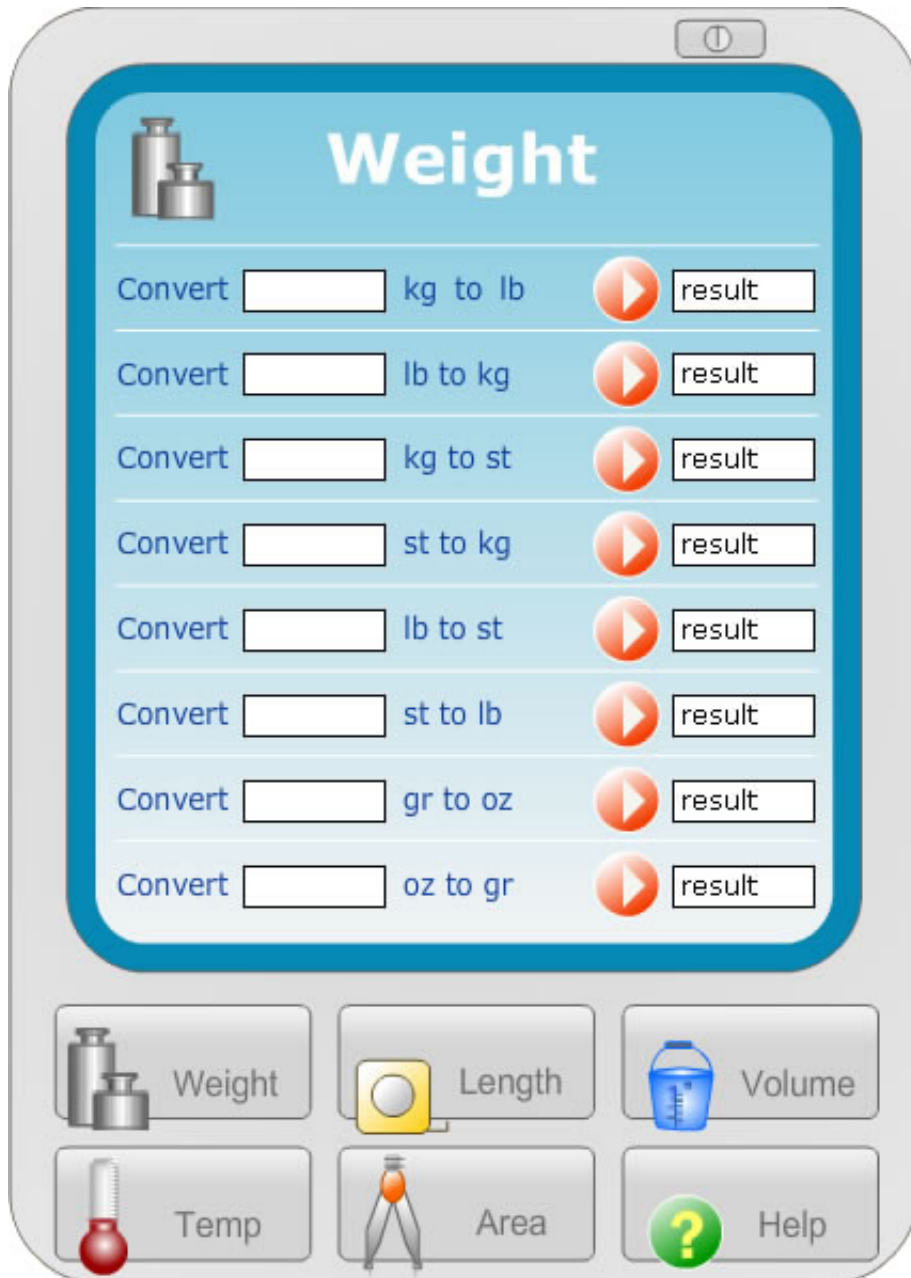 Weight
Convert kg to lb result
Convert lb to kg result
Convert kg to st result
Convert st to kg result
Convert lb to st result
Convert st to lb result
Convert gr to oz result
Convert oz to gr result
Weight Length Volume
Temp Area ? Help